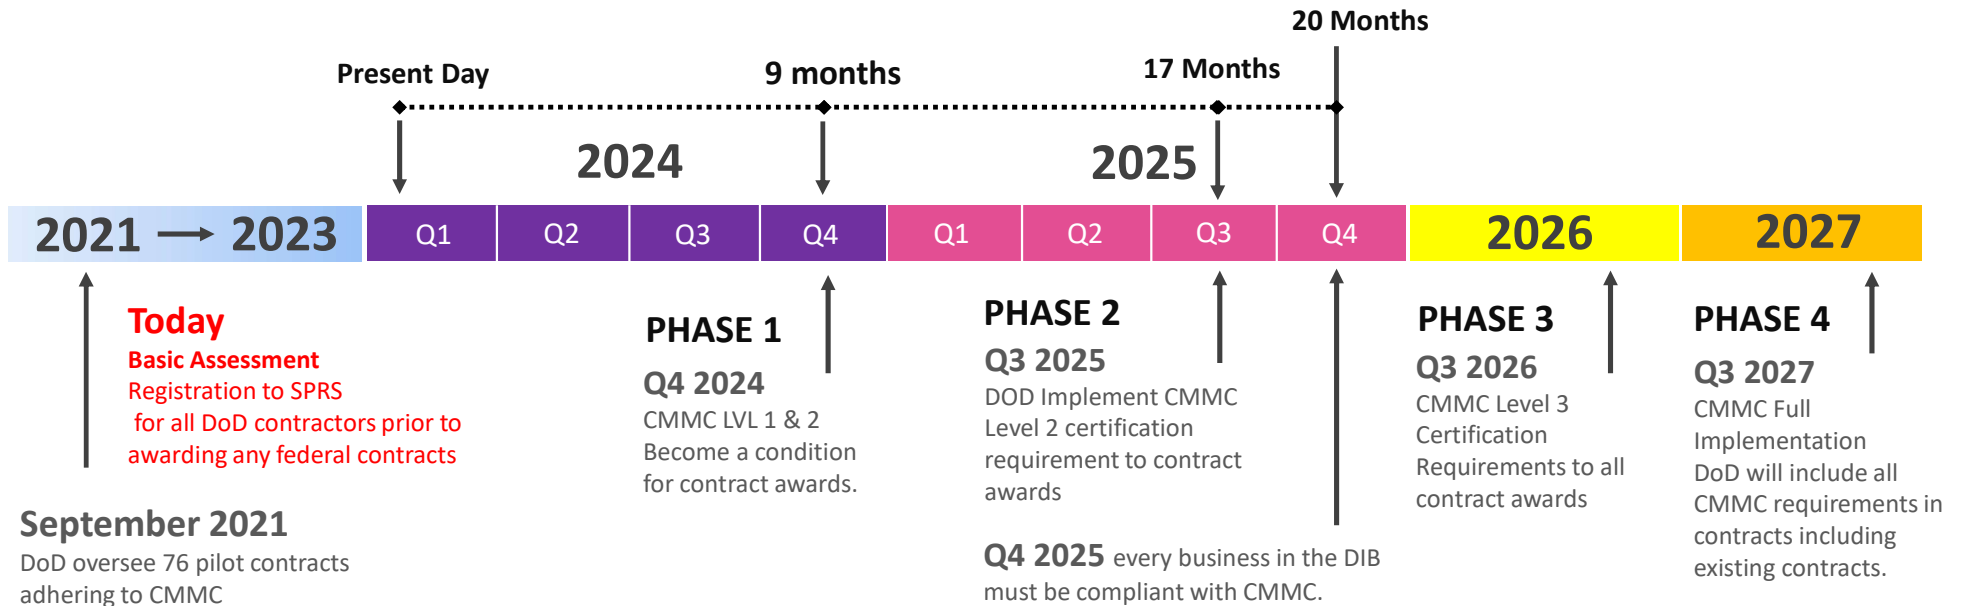 20 Months
Present Day
9 months
17 Months
2024
2025
2021 → 2023
Q1
Q2
Q3
Q4
Q1
Q2
Q3
Q4
2026
2027
Today
Basic Assessment
Registration to SPRS
for all DoD contractors prior to
awarding any federal contracts
September 2021
DoD oversee 76 pilot contracts
adhering to CMMC
PHASE 1
Q4 2024
CMMC LVL 1 & 2
Become a condition
for contract awards.
PHASE 2
Q3 2025
DOD Implement CMMC
Level 2 certification
requirement to contract
awards
Q4 2025 every business in the DIB
must be compliant with CMMC.
PHASE 3
Q3 2026
CMMC Level 3
Certification
Requirements to all
contract awards
PHASE 4
Q3 2027
CMMC Full
Implementation
DoD will include all
CMMC requirements in
contracts including
existing contracts.